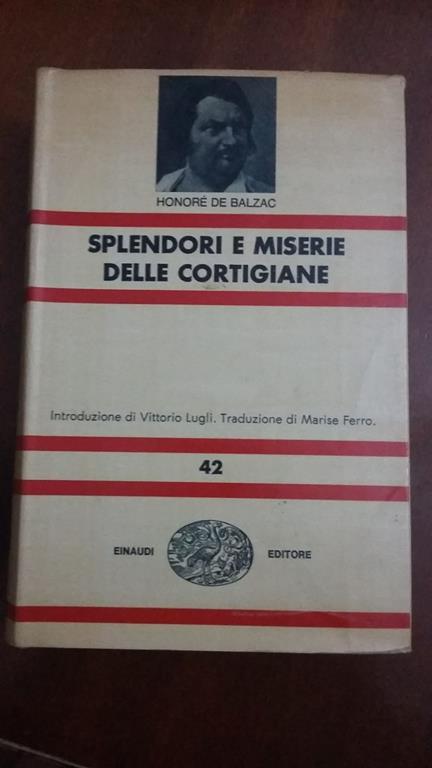 HONORÉ DE BALZAC
SPLENDORI E MISERIE
DELLE CORTIGIANE
Introduzione di Vittorio Lugli. Traduzione di Marise Ferro.
42
EINAUDI EDITORE